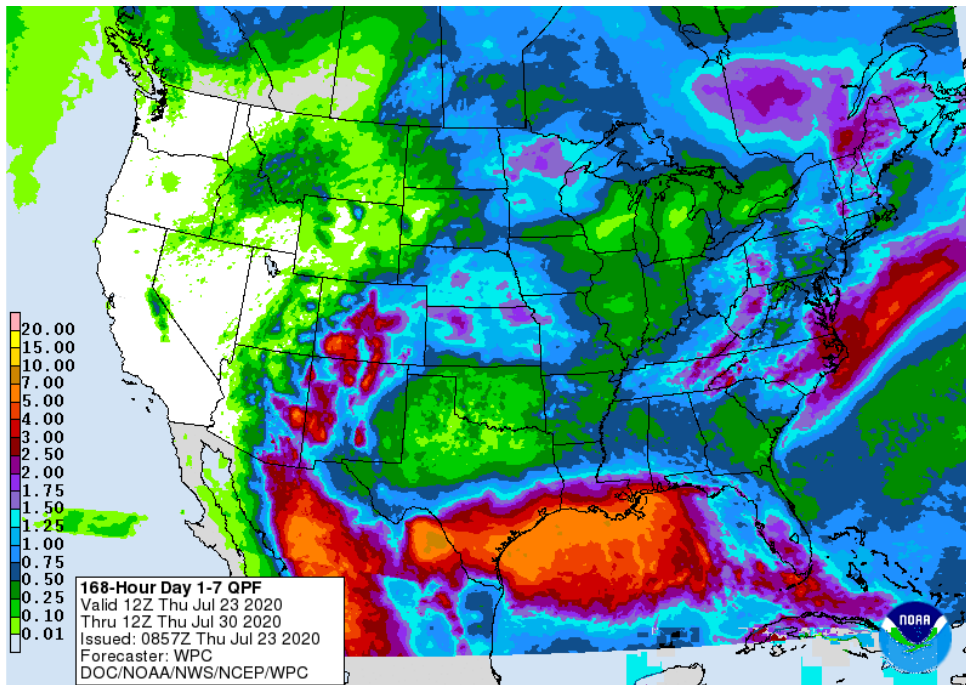 20.00
15.00
10.00
7.00
5.00
4.00
3.00
2.50
2.00
1.75
1.50
1.25
1.00
0.75
0.50
0.25
0.10
0.01
168-Hour Day 1-7 QPF
Valid 12Z Thu Jul 23 2020
Thru 12Z Thu Jul 30 2020
Issued: 0857Z Thu Jul 23 2020
Forecaster: WPC
DOC/NOAA/NWS/NCEP/WPC
NOAA